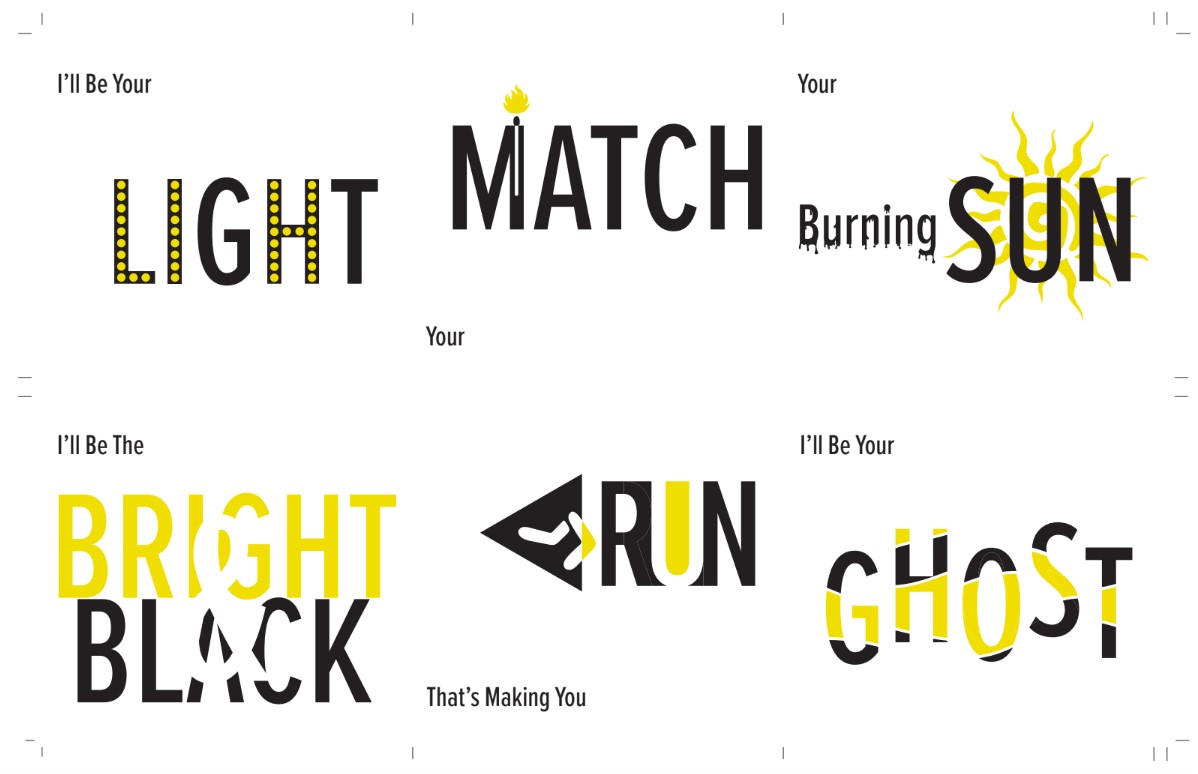 I'll Be Your
LIGHT
MATCH
Your
Your
Burning SUN
I'll Be The
BRIGHT
BLACK
RUN
That's Making You
I'll Be Your
GHOST